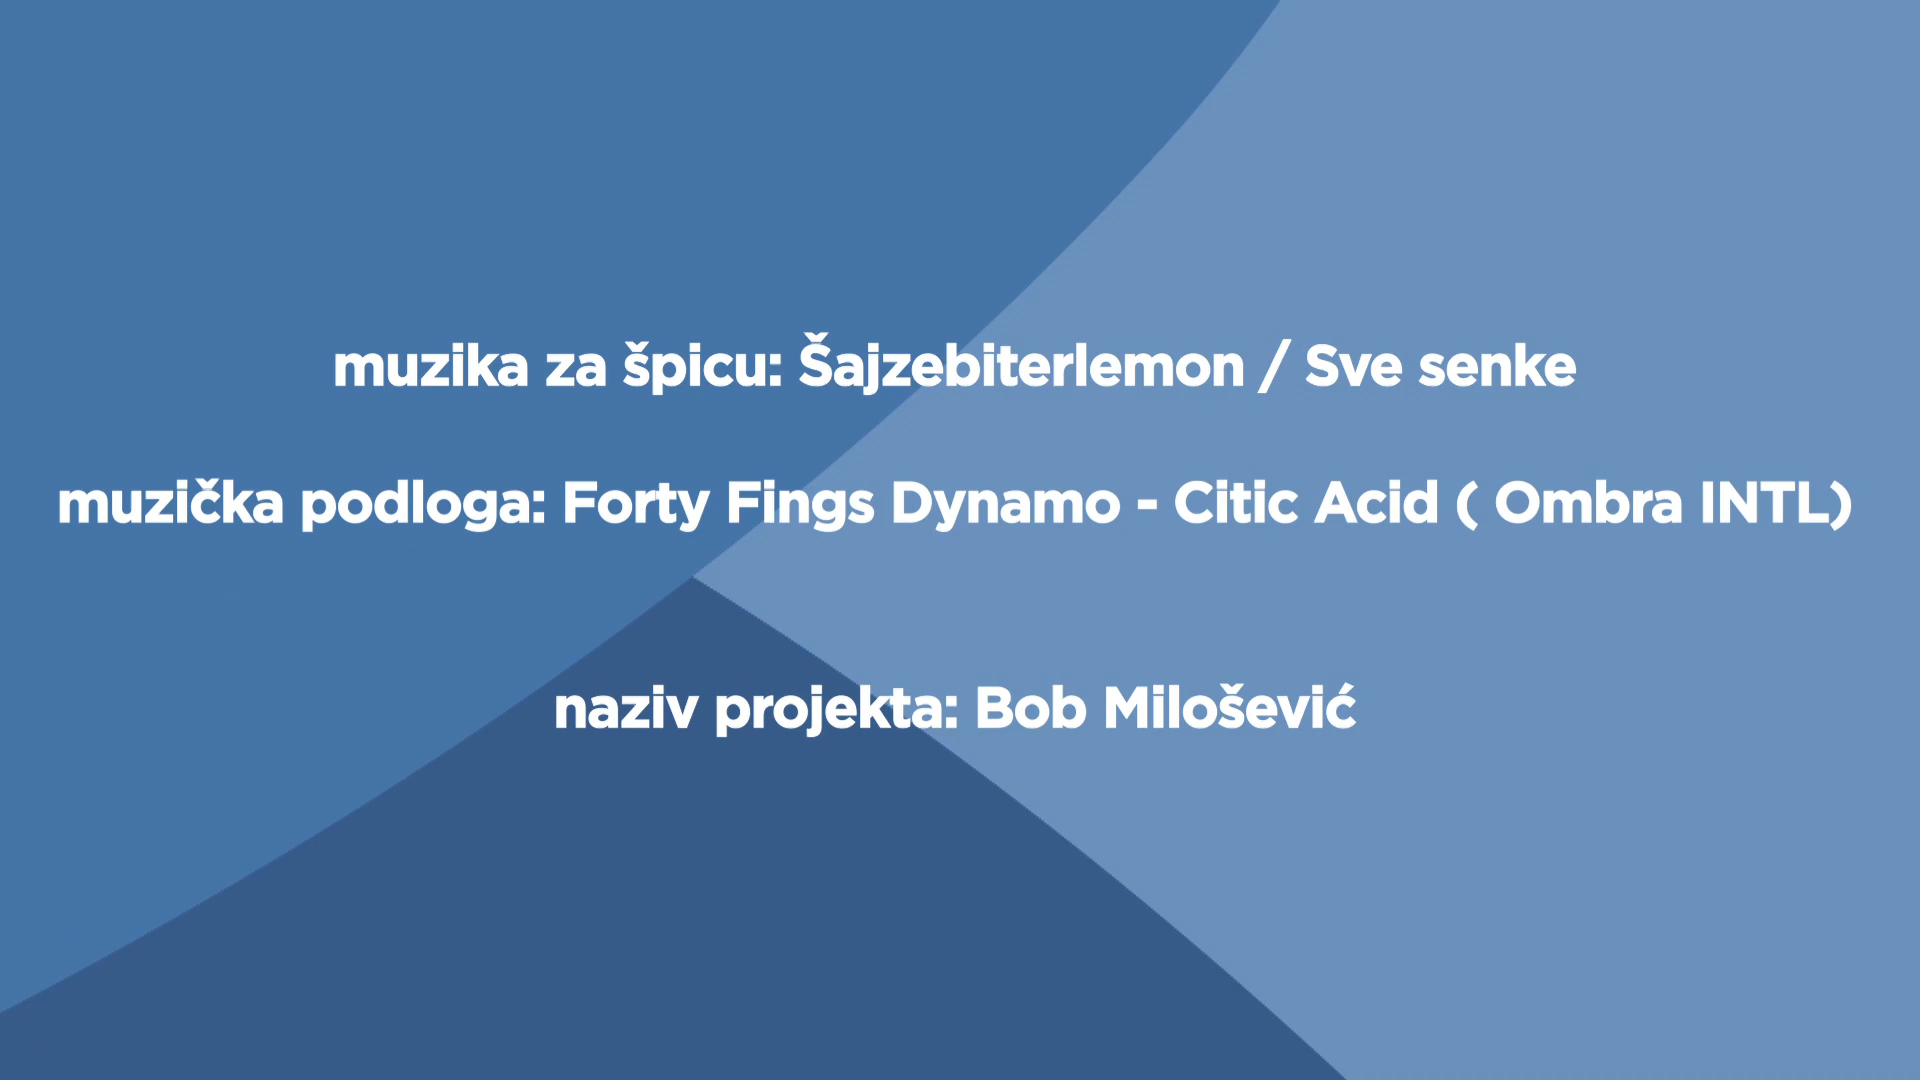 muzika za špicu: Šajzebiterlemon / Sve senke
muzička podloga: Forty Fings Dynamo - Citic Acid ( Ombra INTL)
naziv projekta: Bob Milošević